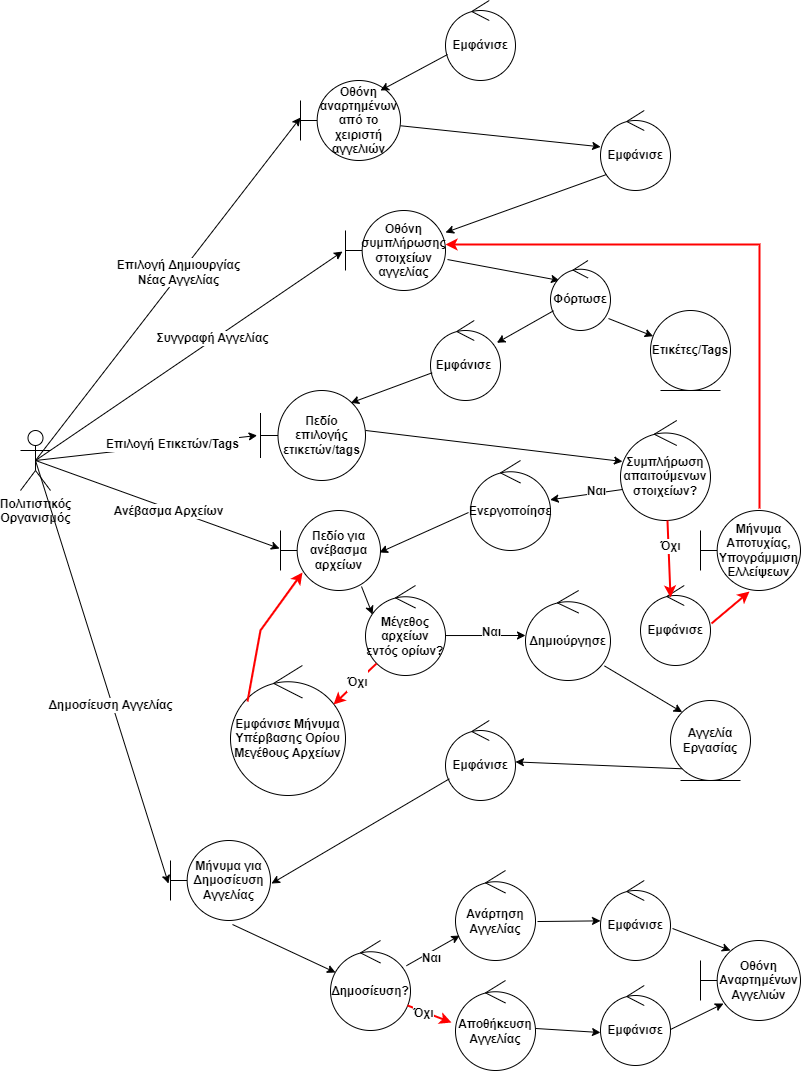 Εμφάνισε
Οθόνη
αναρτημένων
από το
χειριστή
αγγελιών
Εμφάνισε
Οθόνη
συμπλήρωσης
στοιχείων
αγγελίας
Επιλογή Δημιουργίας
Νέας Αγγελίας
Φόρτωσε
Συγγραφή Αγγελίας
Ετικέτες/Tags
Εμφάνισε
Πεδίο
επιλογής
ετικετών/tags
Επιλογή Ετικετών/Tags
Συμπλήρωση
απαιτούμενων
στοιχείων?
Ναι
Πολιτιστικός
Οργανισμός
Ανέβασμα Αρχείων
Ενεργοποίησε
Πεδίο για
ανέβασμα
αρχείων
Όχι
Μήνυμα
Αποτυχίας,
Υπογράμμιση
Ελλείψεων
Μέγεθος
αρχείων
εντός ορίων?
Ναι
Δημιούργησε
Εμφάνισε
Όχι
Εμφάνισε Μήνυμα
Υπέρβασης Ορίου
Μεγέθους Αρχείων
Δημοσίευση Αγγελίας
Αγγελία
Εργασίας
Εμφάνισε
Μήνυμα για
Δημοσίευση
Αγγελίας
Ανάρτηση
Αγγελίας
Εμφάνισε
Ναι
Δημοσίευση?
Οθόνη
Αναρτημένων
Αγγελιών
Όχι
Αποθήκευση
Αγγελίας
Εμφάνισε